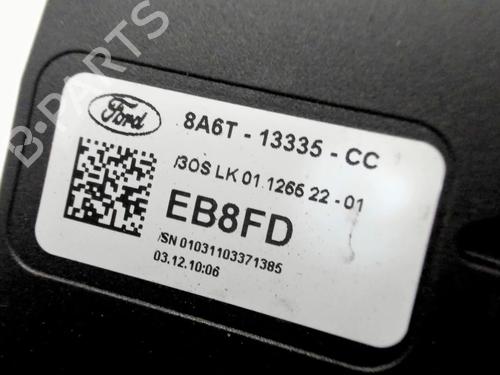 B-PARTS
Ford
8A6T - 13335 - CC
/3OS LK 01 1266 22 - 01
EB8FD
/SN 01031103371385
03.12.10:06